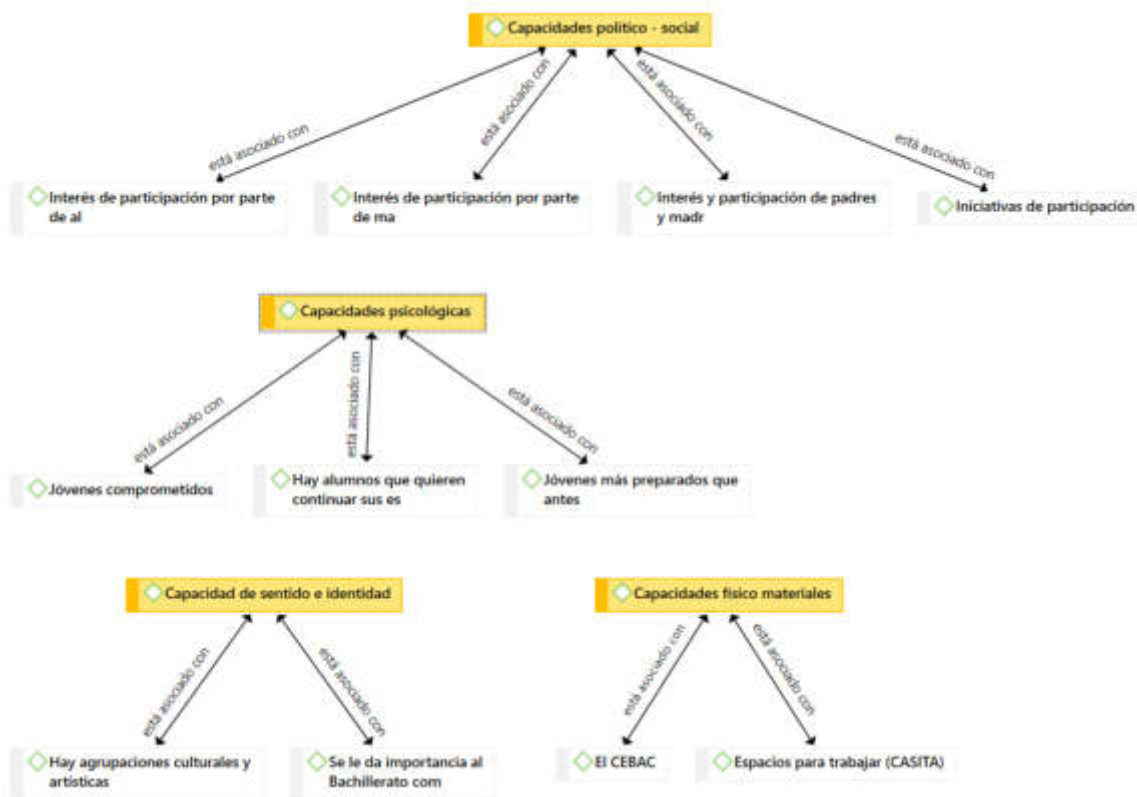 Capacidades político - social
está asociado con
está asociado con
está asociado con
está asociado con
Interés de participación por parte
de al
Interés de participación por parte
de ma
Interés y participación de padres
y madr
Iniciativas de participación
Capacidades psicológicas
está asociado con
está asociado con
está asociado con
Jóvenes comprometidos
Hay alumnos que quieren
continuar sus es
Jóvenes más preparados que
antes
Capacidad de sentido e identidad
Capacidades físico materiales
está asociado con
está asociado con
está asociado con
está asociado con
Hay agrupaciones culturales y
artísticas
Se le da importancia al
Bachillerato com
El CEBAC
Espacios para trabajar (CASITA)